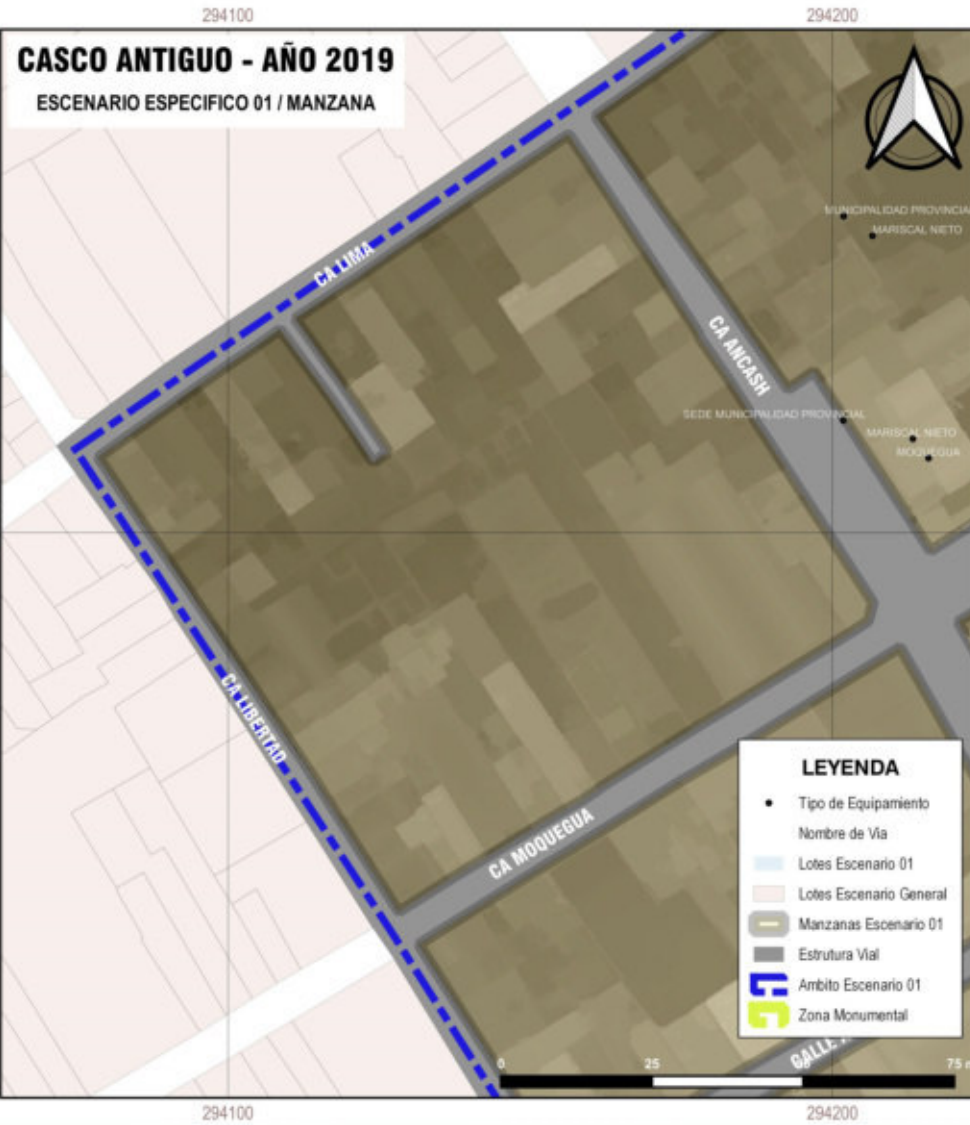 294100
294200
CASCO ANTIGUO - AÑO 2019
ESCENARIO ESPECIFICO 01 / MANZANA
MUNICIPALIDAD PROVINCIA
MARISCAL NIETO
CA LIMA
CA ANCASH
SEDE MUNICIPALIDAD PROVINCIAL
MARISCAL NIETO
MOQUEGUA
CA LIBERTAD
CA MOQUEGUA
LEYENDA
Tipo de Equipamiento
Nombre de Via
Lotes Escenario 01
Lotes Escenario General
Manzanas Escenario 01
Estrutura Vial
Ambito Escenario 01
Zona Monumental
0
25
75
294100
294200